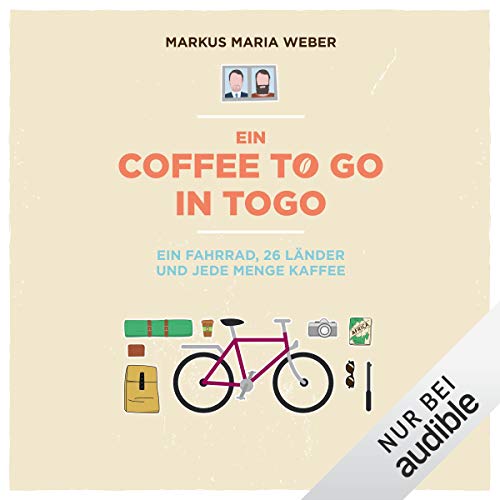 MARKUS MARIA WEBER
EIN
COFFEE TO GO
IN TOGO
EIN FAHRRAD, 26 LÄNDER
UND JEDE MENGE KAFFEE
AFRICA
NUR BEI
audible